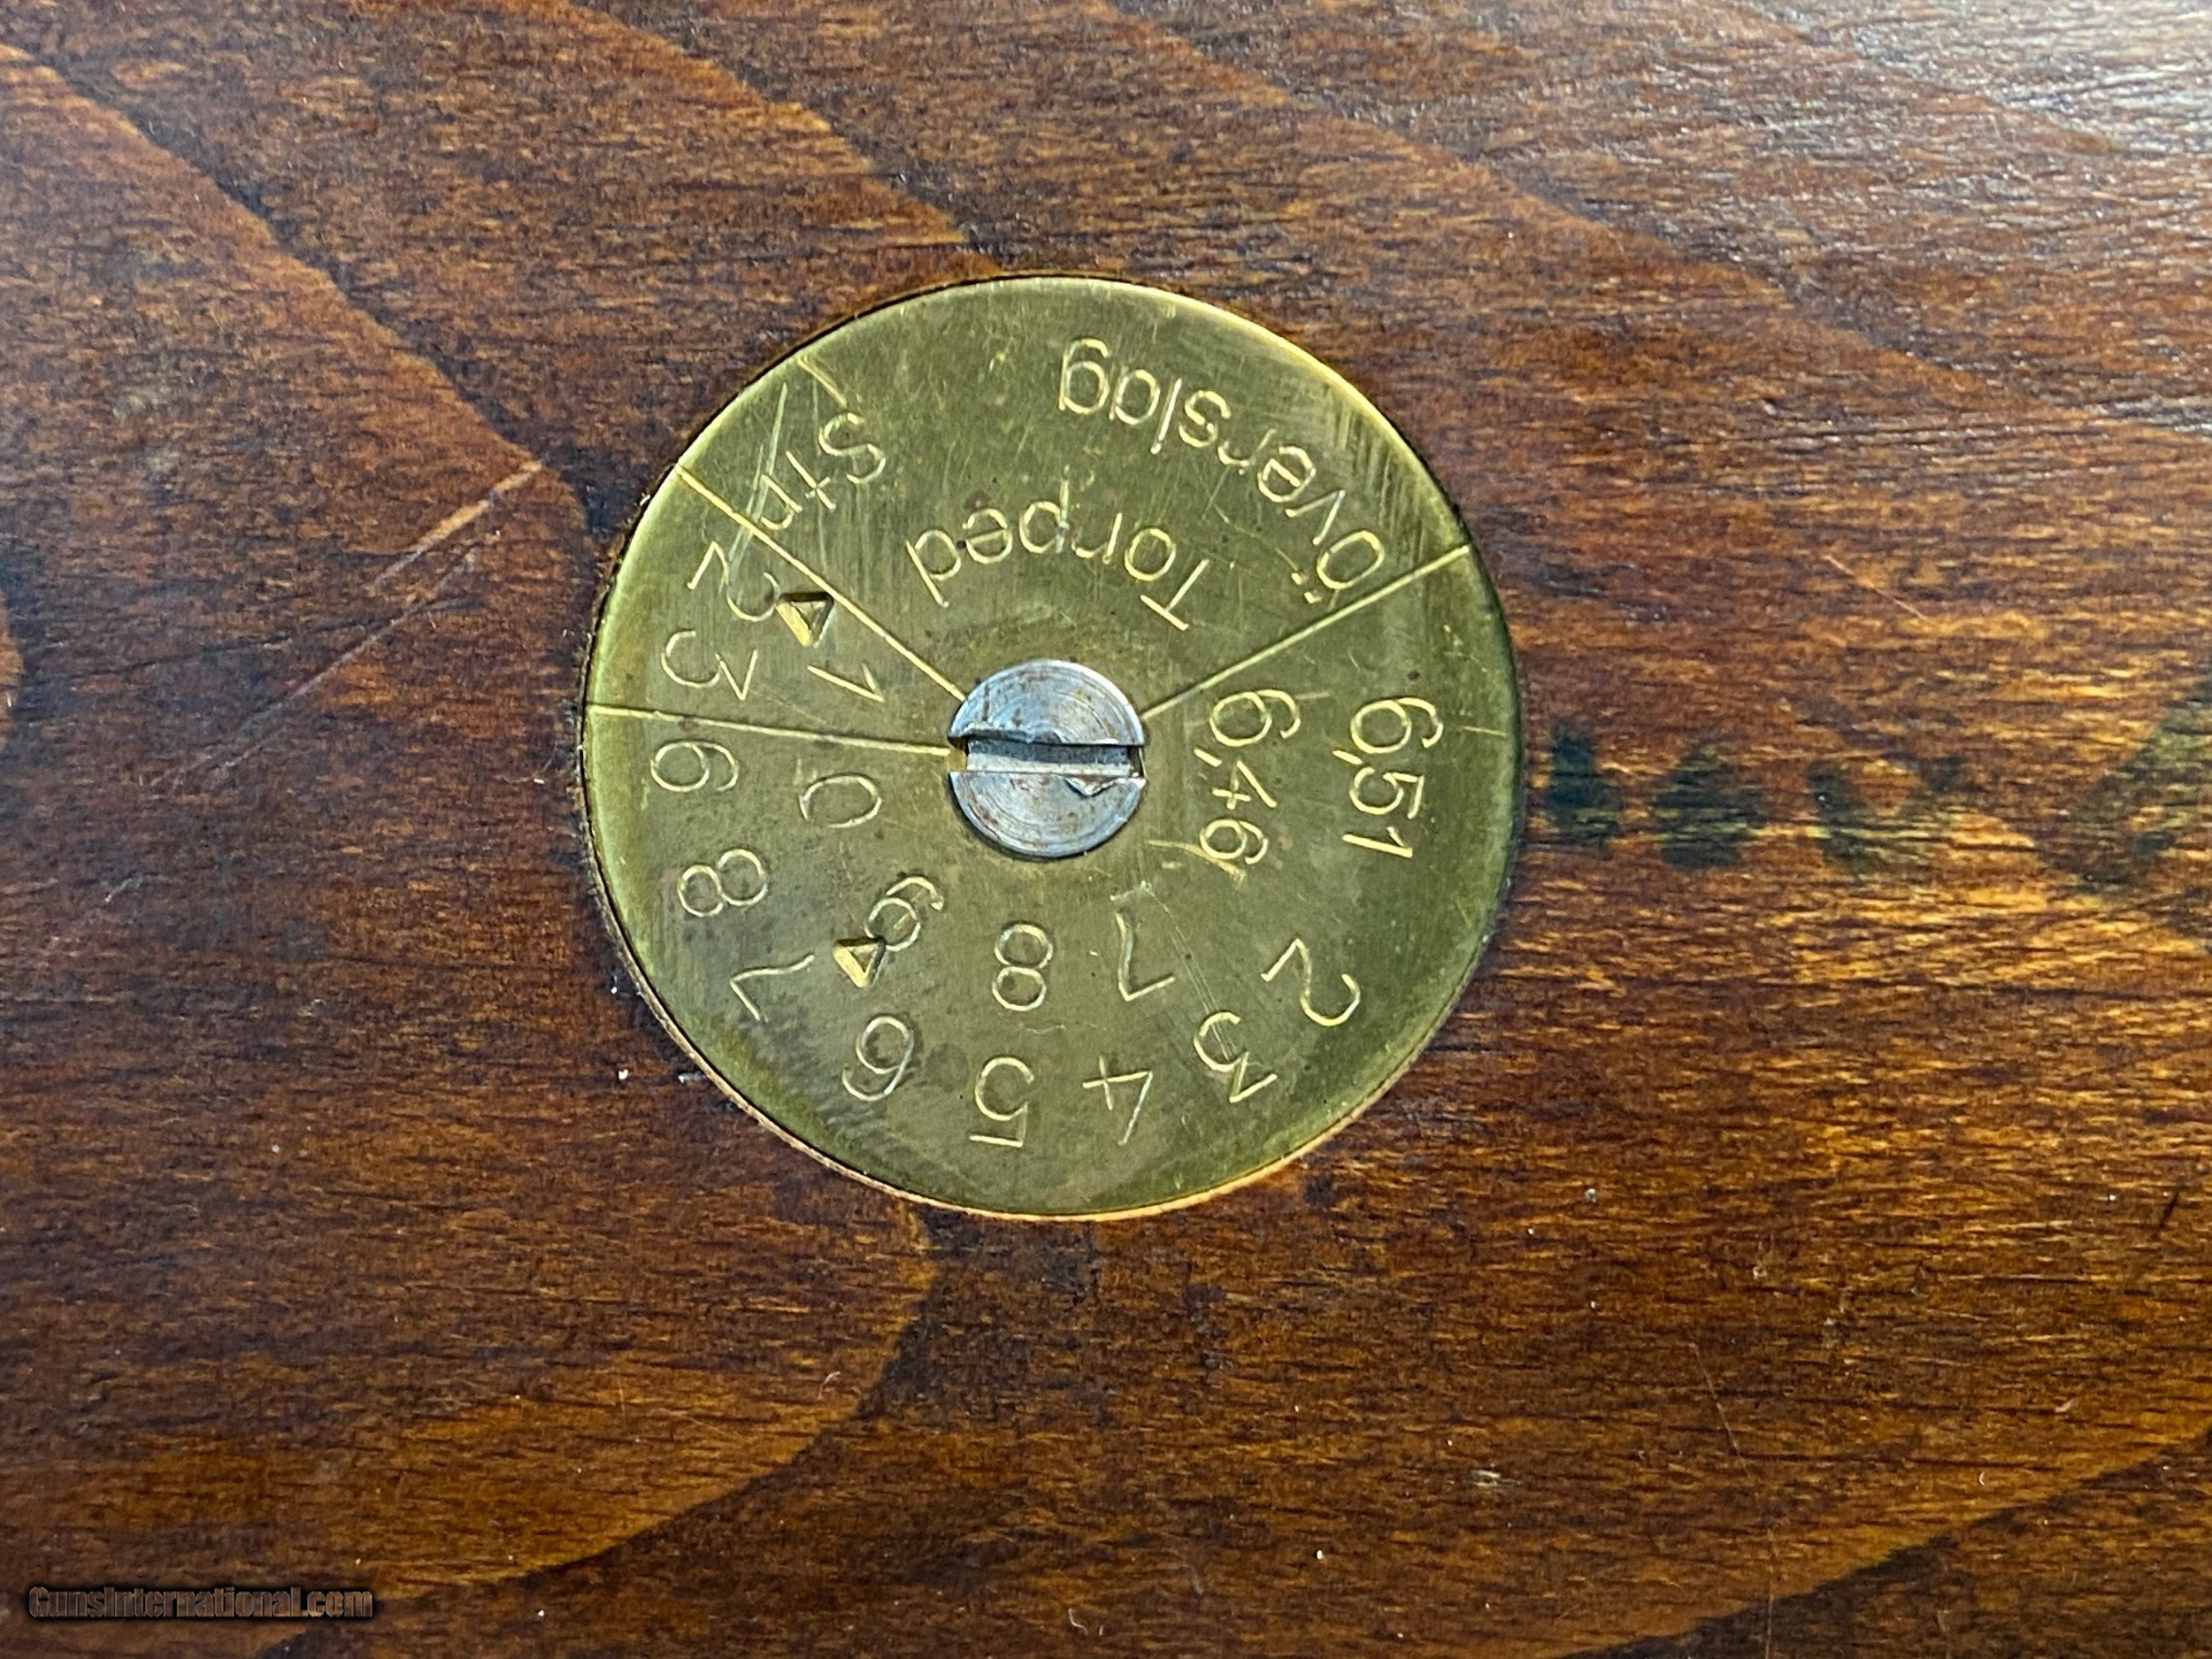 Torped
Överslag
Str
1
2
3
6,51
6,46
2 3 4 5 6 7 8 9
7 8 9 0
GunsInternational.com